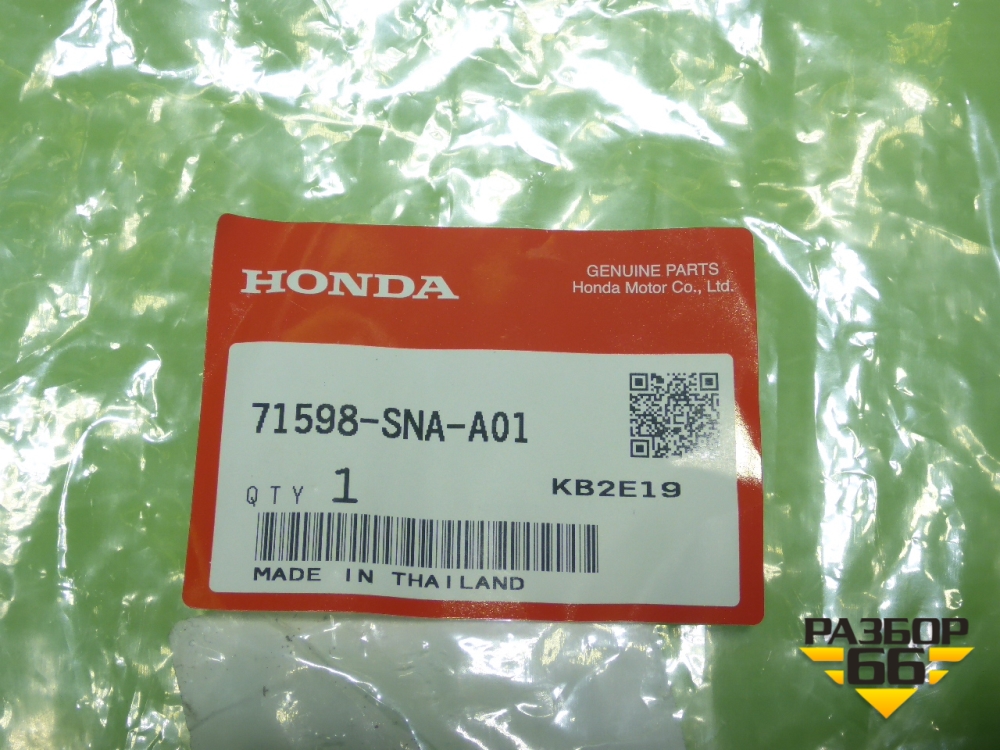 HONDA
GENUINE PARTS
Honda Motor Co., Ltd.
71598-SNA-A01
QTY 1
KB2E19
MADE IN THAILAND
РАЗБОР
66